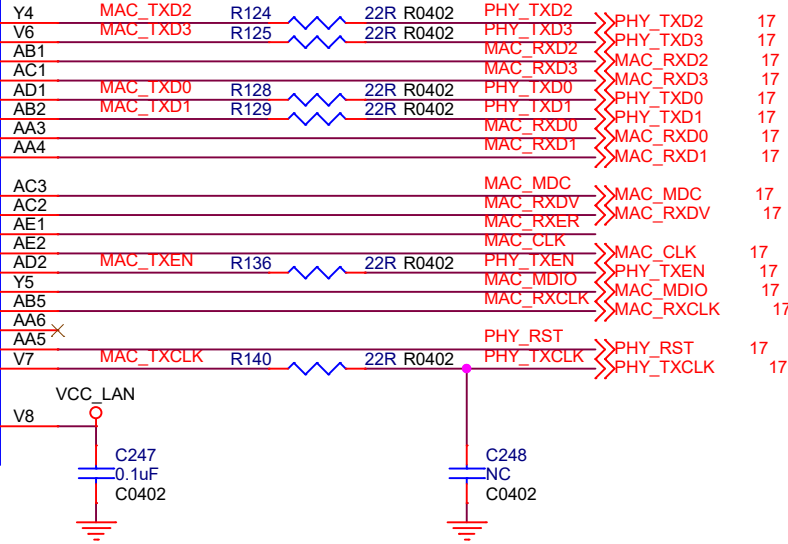 Y4 MAC_TXD2 R124 22R R0402 PHY_TXD2 PHY_TXD2 17
V6 MAC_TXD3 R125 22R R0402 PHY_TXD3 PHY_TXD3 17
AB1 MAC_RXD2 MAC_RXD2 17
AC1 MAC_RXD3 MAC_RXD3 17
AD1 MAC_TXD0 R128 22R R0402 PHY_TXD0 PHY_TXD0 17
AB2 MAC_TXD1 R129 22R R0402 PHY_TXD1 PHY_TXD1 17
AA3 MAC_RXD0 MAC_RXD0 17
AA4 MAC_RXD1 MAC_RXD1 17
AC3 MAC_MDC MAC_MDC 17
AC2 MAC_RXDV MAC_RXDV 17
AE1 MAC_RXER
AE2 MAC_CLK MAC_CLK 17
AD2 MAC_TXEN R136 22R R0402 PHY_TXEN PHY_TXEN 17
Y5 MAC_MDIO MAC_MDIO 17
AB5 MAC_RXCLK MAC_RXCLK 17
AA6
AA5 PHY_RST PHY_RST 17
V7 MAC_TXCLK R140 22R R0402 PHY_TXCLK PHY_TXCLK 17
VCC_LAN
V8
C247 C248
0.1uF NC
C0402 C0402